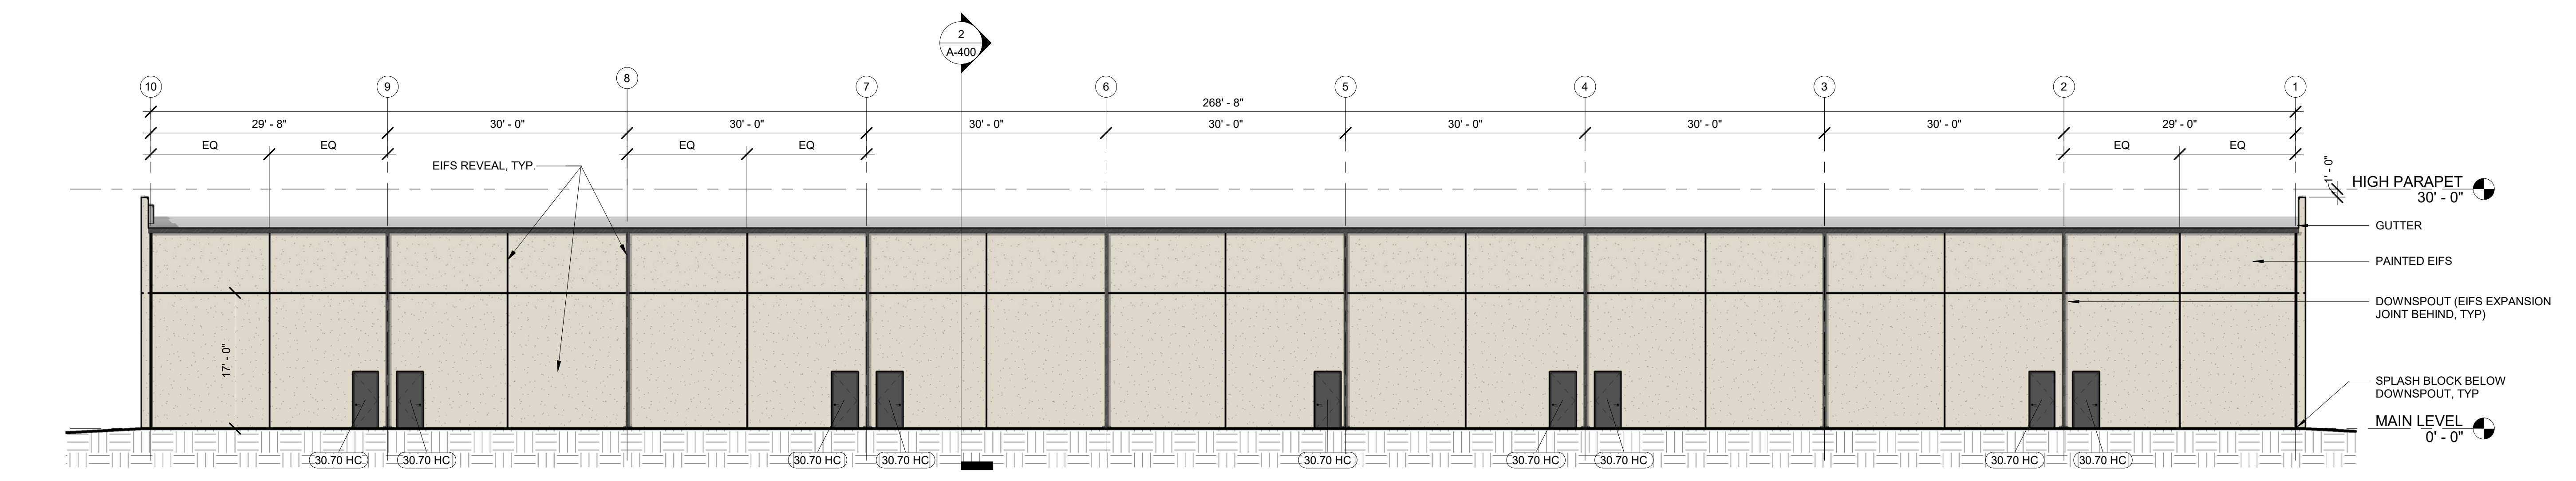 2
A-400
10
9
8
7
6
5
4
3
2
1
268' - 8"
29' - 8"
30' - 0"
30' - 0"
30' - 0"
30' - 0"
30' - 0"
30' - 0"
30' - 0"
29' - 0"
EQ
EQ
EQ
EQ
EQ
EQ
EIFS REVEAL, TYP.
1' - 0"
HIGH PARAPET
30' - 0"
GUTTER
PAINTED EIFS
DOWNSPOUT (EIFS EXPANSION
JOINT BEHIND, TYP)
17' - 0"
SPLASH BLOCK BELOW
DOWNSPOUT, TYP
MAIN LEVEL
0' - 0"
30.70 HC
30.70 HC
30.70 HC
30.70 HC
30.70 HC
30.70 HC
30.70 HC
30.70 HC
30.70 HC